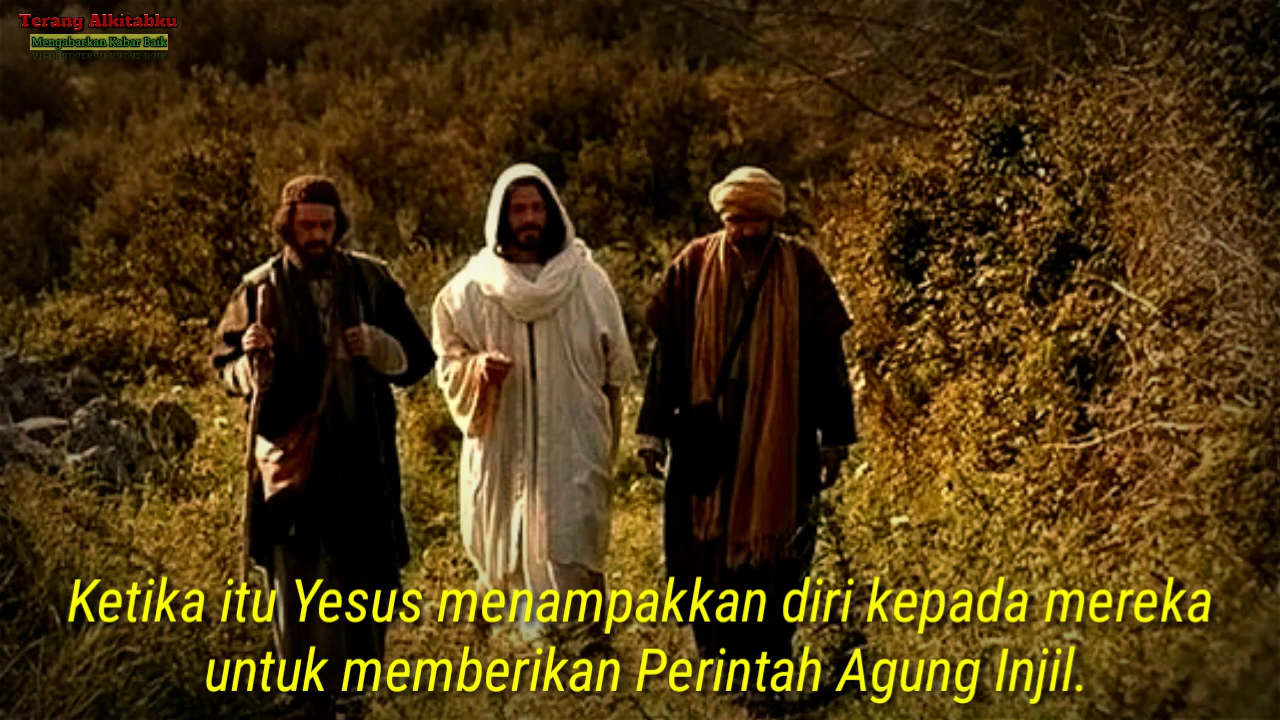 Terang Alkitabku
Mengabarkan Kabar Baik
Ketika itu Yesus menampakkan diri kepada mereka
untuk memberikan Perintah Agung Injil.